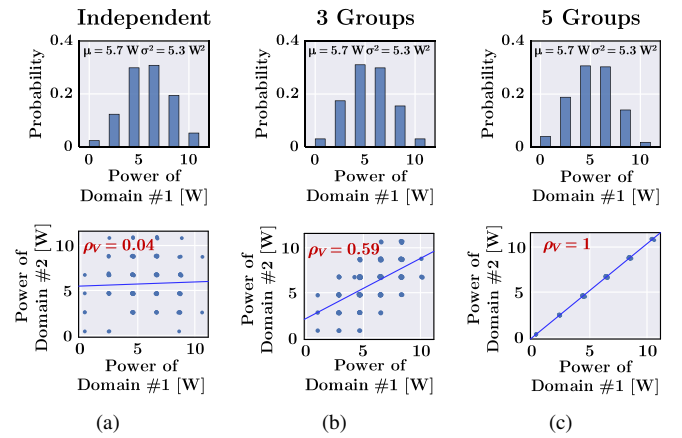 Independent
3 Groups
5 Groups
Probability
0.4
0.2
0
μ = 5.7 W σ² = 5.3 W²
0 5 10
Power of
Domain #1 [W]
Probability
0.4
0.2
0
μ = 5.7 W σ² = 5.3 W²
0 5 10
Power of
Domain #1 [W]
Probability
0.4
0.2
0
μ = 5.7 W σ² = 5.3 W²
0 5 10
Power of
Domain #1 [W]
Power of
Domain #2 [W]
10
5
0
ρV = 0.04
0 5 10
Power of
Domain #1 [W]
(a)
Power of
Domain #2 [W]
10
5
0
ρV = 0.59
0 5 10
Power of
Domain #1 [W]
(b)
Power of
Domain #2 [W]
10
5
0
ρV = 1
0 5 10
Power of
Domain #1 [W]
(c)